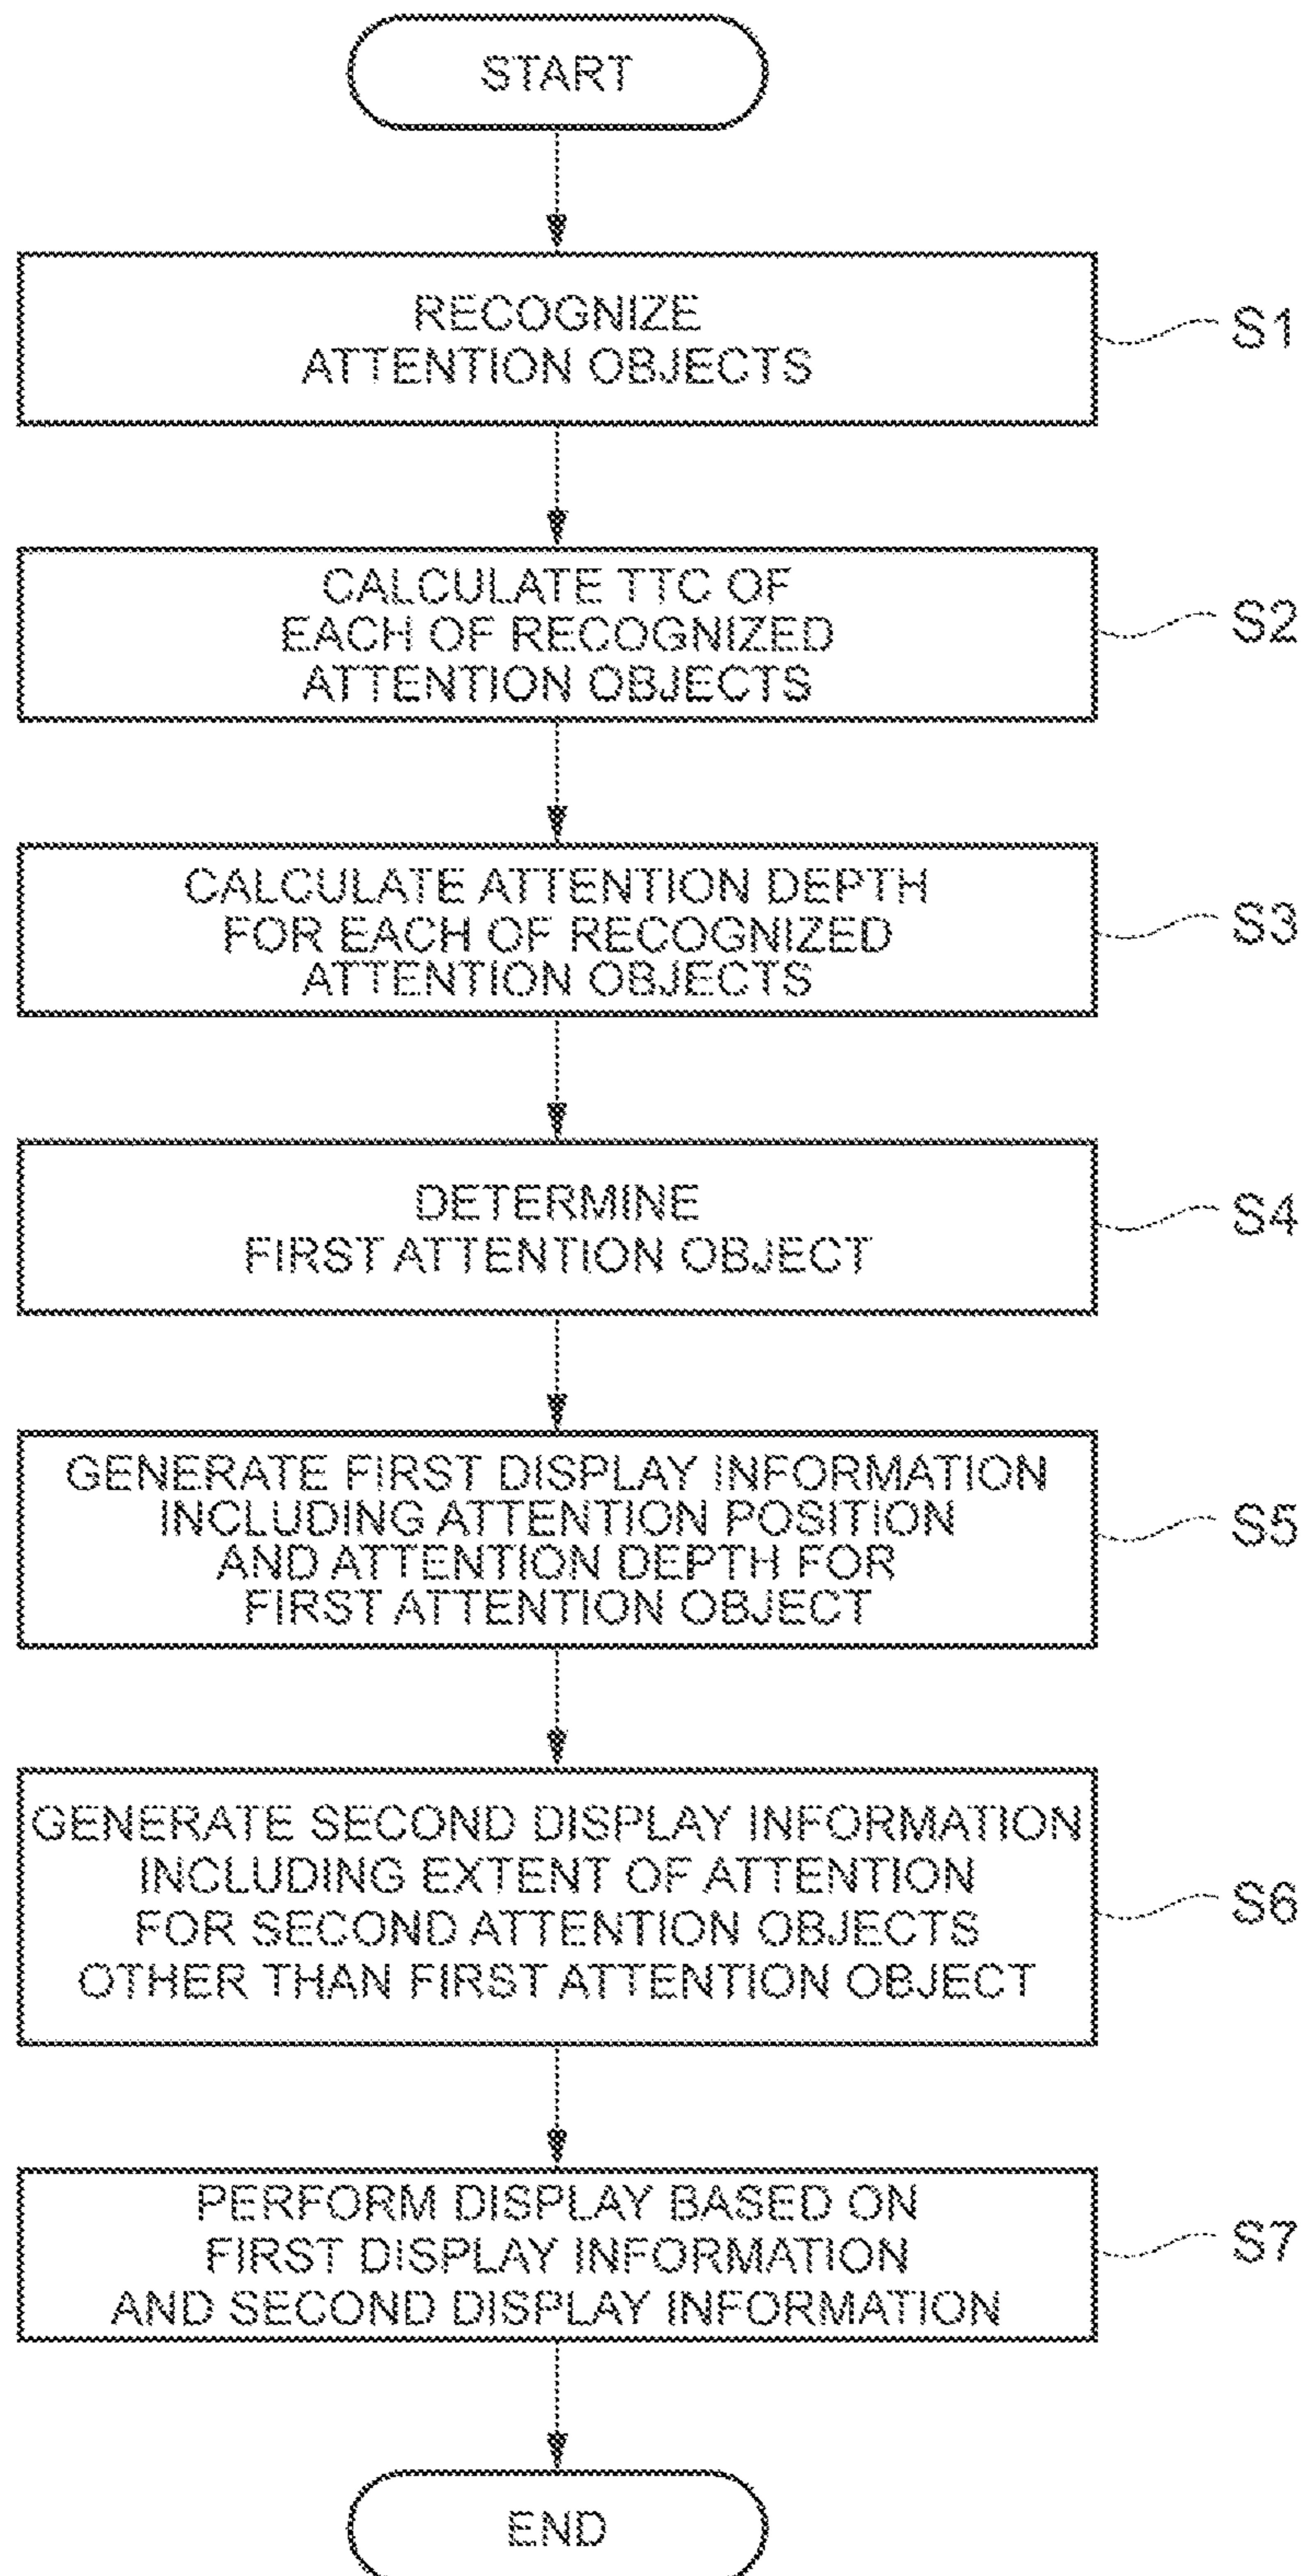 START
RECOGNIZE
ATTENTION OBJECTS
S1
CALCULATE TTC OF
EACH OF RECOGNIZED
ATTENTION OBJECTS
S2
CALCULATE ATTENTION DEPTH
FOR EACH OF RECOGNIZED
ATTENTION OBJECTS
S3
DETERMINE
FIRST ATTENTION OBJECT
S4
GENERATE FIRST DISPLAY INFORMATION
INCLUDING ATTENTION POSITION
AND ATTENTION DEPTH FOR
FIRST ATTENTION OBJECT
S5
GENERATE SECOND DISPLAY INFORMATION
INCLUDING EXTENT OF ATTENTION
FOR SECOND ATTENTION OBJECTS
OTHER THAN FIRST ATTENTION OBJECT
S6
PERFORM DISPLAY BASED ON
FIRST DISPLAY INFORMATION
AND SECOND DISPLAY INFORMATION
S7
END